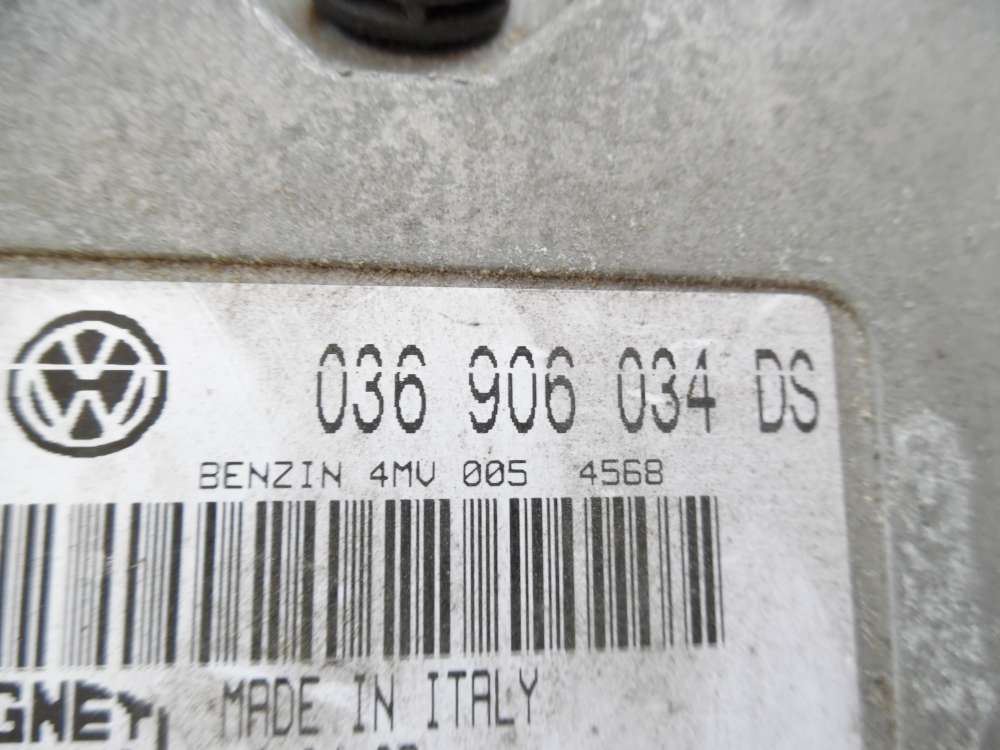 036 906 034 DS
BENZIN 4MV 005 4568
MADE IN ITALY